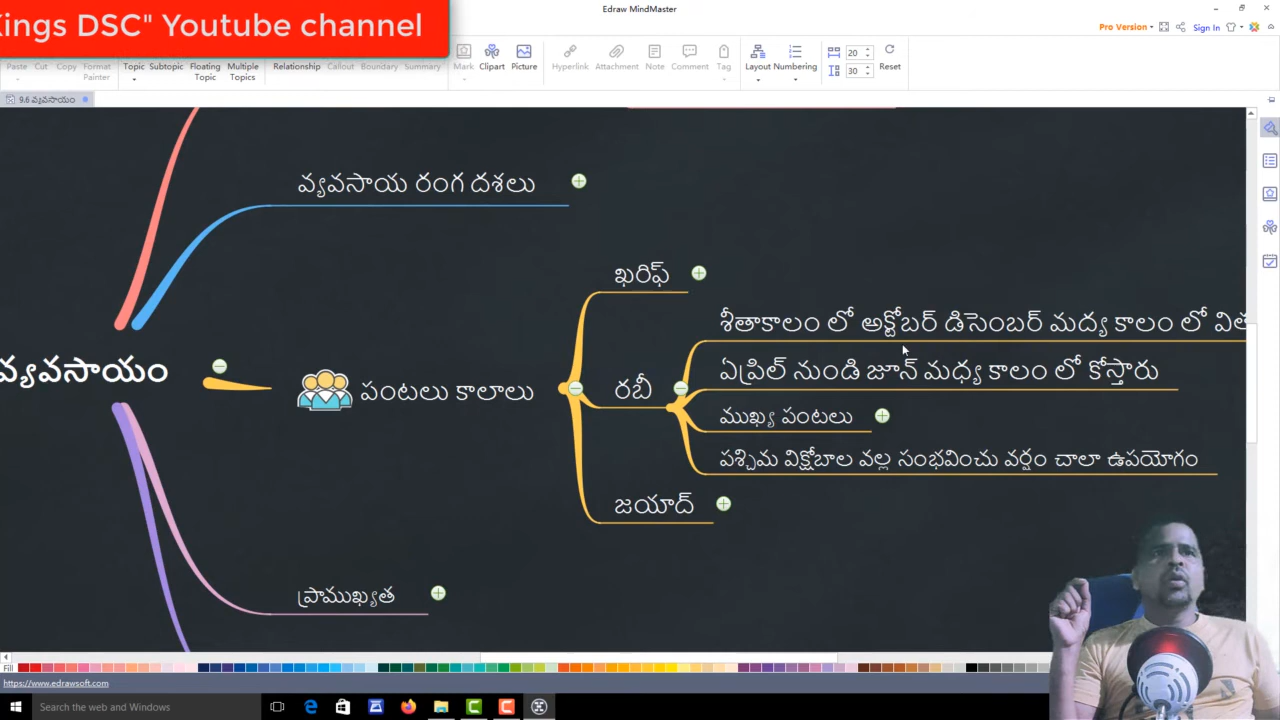 Kings DSC" Youtube channel
Edraw MindMaster
Pro Version
Sign In
Paste Cut Copy Format Painter Topic Subtopic Floating Topic Multiple Topics Relationship Callout Boundary Summary Mark Clipart Picture Hyperlink Attachment Note Comment Tag Layout Numbering 20 30 Reset
9.6 వ్యవసాయం
వ్యవసాయ రంగ దశలు
ఖరిఫ్
శీతాకాలం లో అక్టోబర్ డిసెంబర్ మద్య కాలం లో విత
వ్యవసాయం
పంటలు కాలాలు
రబీ
ఏప్రిల్ నుండి జూన్ మధ్య కాలం లో కోస్తారు
ముఖ్య పంటలు
పశ్చిమ విక్షోబాల వల్ల సంభవించు వర్షం చాలా ఉపయోగం
జయాద్
ప్రాముఖ్యత
Fill
https://www.edrawsoft.com
Search the web and Windows